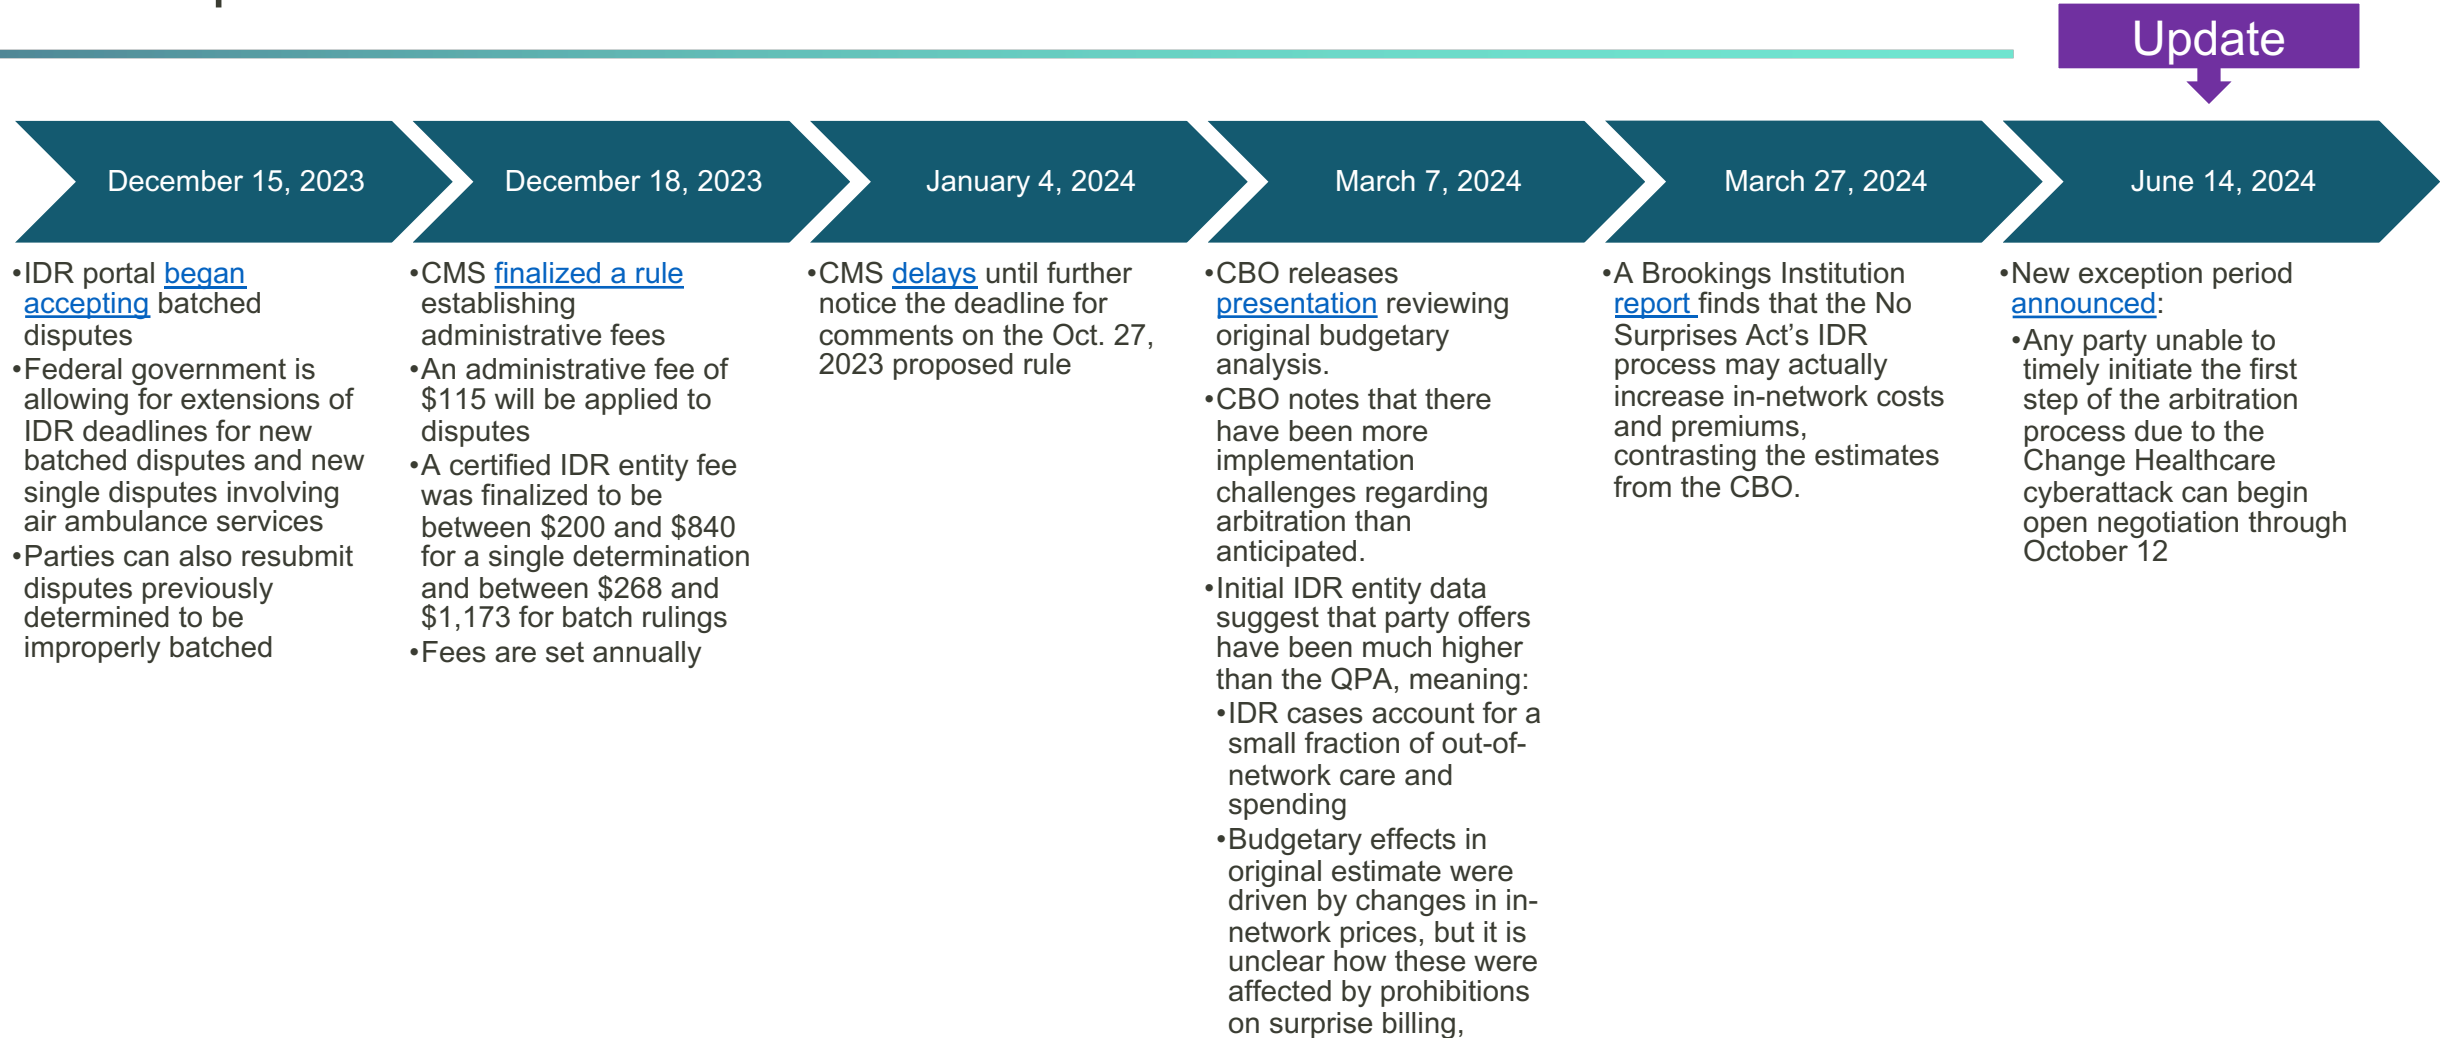 Update
December 15, 2023
•IDR portal began
accepting batched
disputes
•Federal government is
allowing for extensions of
IDR deadlines for new
batched disputes and new
single disputes involving
air ambulance services
•Parties can also resubmit
disputes previously
determined to be
improperly batched
December 18, 2023
•CMS finalized a rule
establishing
administrative fees
•An administrative fee of
$115 will be applied to
disputes
•A certified IDR entity fee
was finalized to be
between $200 and $840
for a single determination
and between $268 and
$1,173 for batch rulings
•Fees are set annually
January 4, 2024
•CMS delays until further
notice the deadline for
comments on the Oct. 27,
2023 proposed rule
March 7, 2024
•CBO releases
presentation reviewing
original budgetary
analysis.
•CBO notes that there
have been more
implementation
challenges regarding
arbitration than
anticipated.
•Initial IDR entity data
suggest that party offers
have been much higher
than the QPA, meaning:
•IDR cases account for a
small fraction of out-of-
network care and
spending
•Budgetary effects in
original estimate were
driven by changes in in-
network prices, but it is
unclear how these were
affected by prohibitions
on surprise billing,
March 27, 2024
•A Brookings Institution
report finds that the No
Surprises Act’s IDR
process may actually
increase in-network costs
and premiums,
contrasting the estimates
from the CBO.
June 14, 2024
•New exception period
announced:
•Any party unable to
timely initiate the first
step of the arbitration
process due to the
Change Healthcare
cyberattack can begin
open negotiation through
October 12